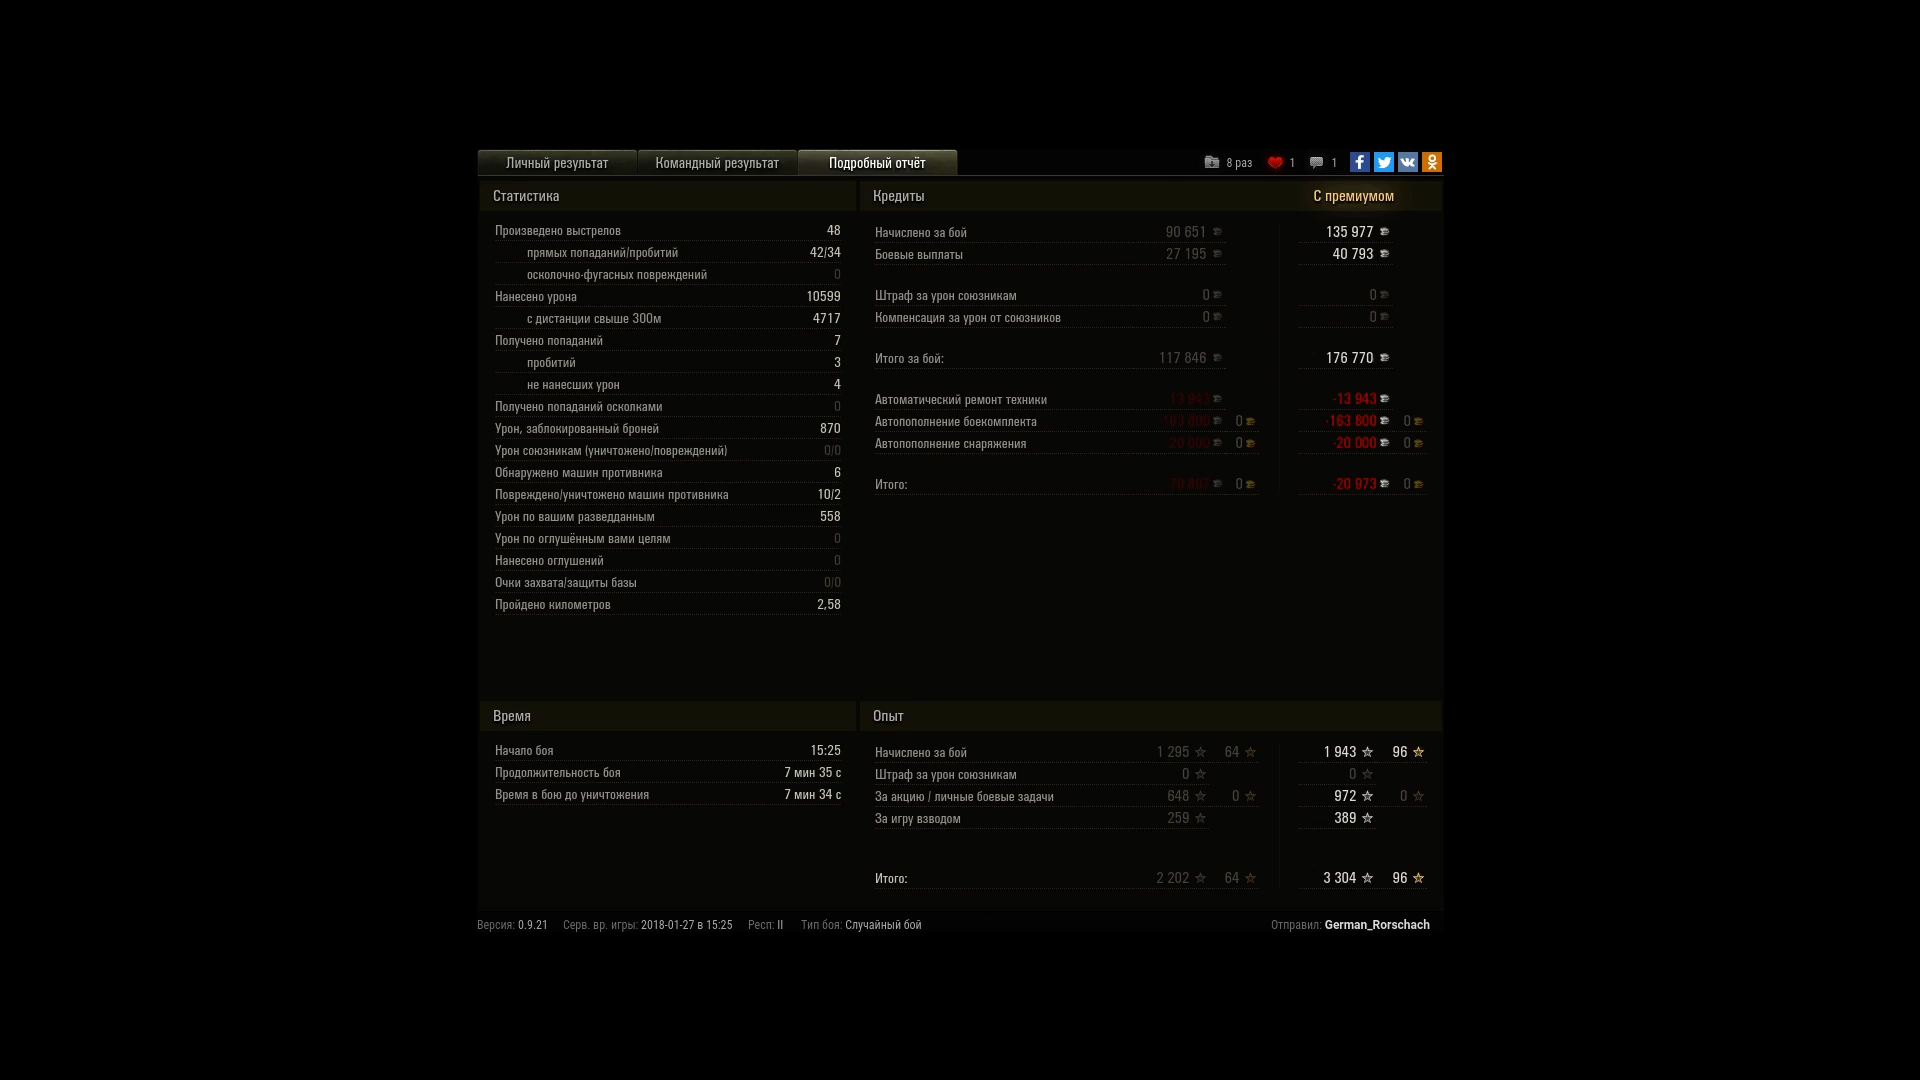 Личный результат Командный результат Подробный отчёт 8 раз 1 1
Статистика
Произведено выстрелов 48
прямых попаданий/пробитий 42/34
осколочно-фугасных повреждений 0
Нанесено урона 10599
с дистанции свыше 300м 4717
Получено попаданий 7
пробитий 3
не нанесших урон 4
Получено попаданий осколками 0
Урон, заблокированный броней 870
Урон союзникам (уничтожено/повреждений) 0/0
Обнаружено машин противника 6
Повреждено/уничтожено машин противника 10/2
Урон по вашим разведданным 558
Урон по оглушённым вами целям 0
Нанесено оглушений 0
Очки захвата/защиты базы 0/0
Пройдено километров 2,58
Кредиты С премиумом
Начислено за бой 90 651 135 977
Боевые выплаты 27 195 40 793
Штраф за урон союзникам 0 0
Компенсация за урон от союзников 0 0
Итого за бой: 117 846 176 770
Автоматический ремонт техники -13 943
Автопополнение боекомплекта 0 -163 800 0
Автопополнение снаряжения 0 -20 000 0
Итого: 0 -20 973 0
Время
Начало боя 15:25
Продолжительность боя 7 мин 35 с
Время в бою до уничтожения 7 мин 34 с
Опыт
Начислено за бой 1 295 64 1 943 96
Штраф за урон союзникам 0 0
За акцию / личные боевые задачи 648 0 972 0
За игру взводом 259 389
Итого: 2 202 64 3 304 96
Версия: 0.9.21 Серв. вр. игры: 2018-01-27 в 15:25 Респ: II Тип боя: Случайный бой Отправил: German_Rorschach